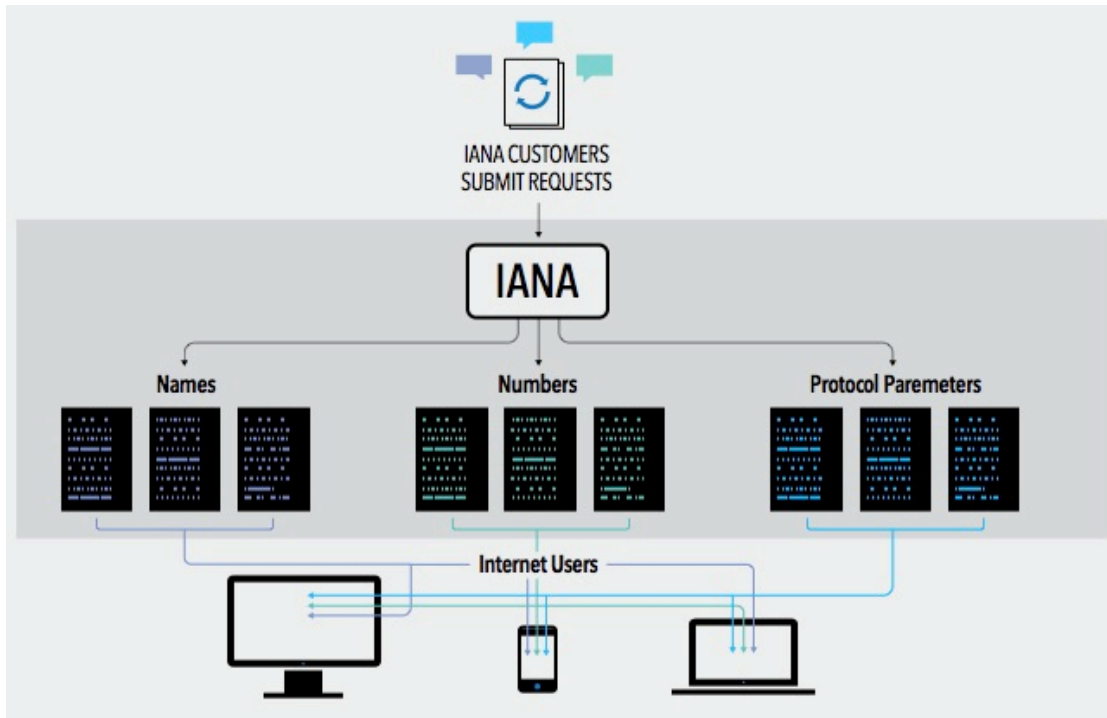 IANA CUSTOMERS
SUBMIT REQUESTS
IANA
Names
Numbers
Protocol Paremeters
Internet Users